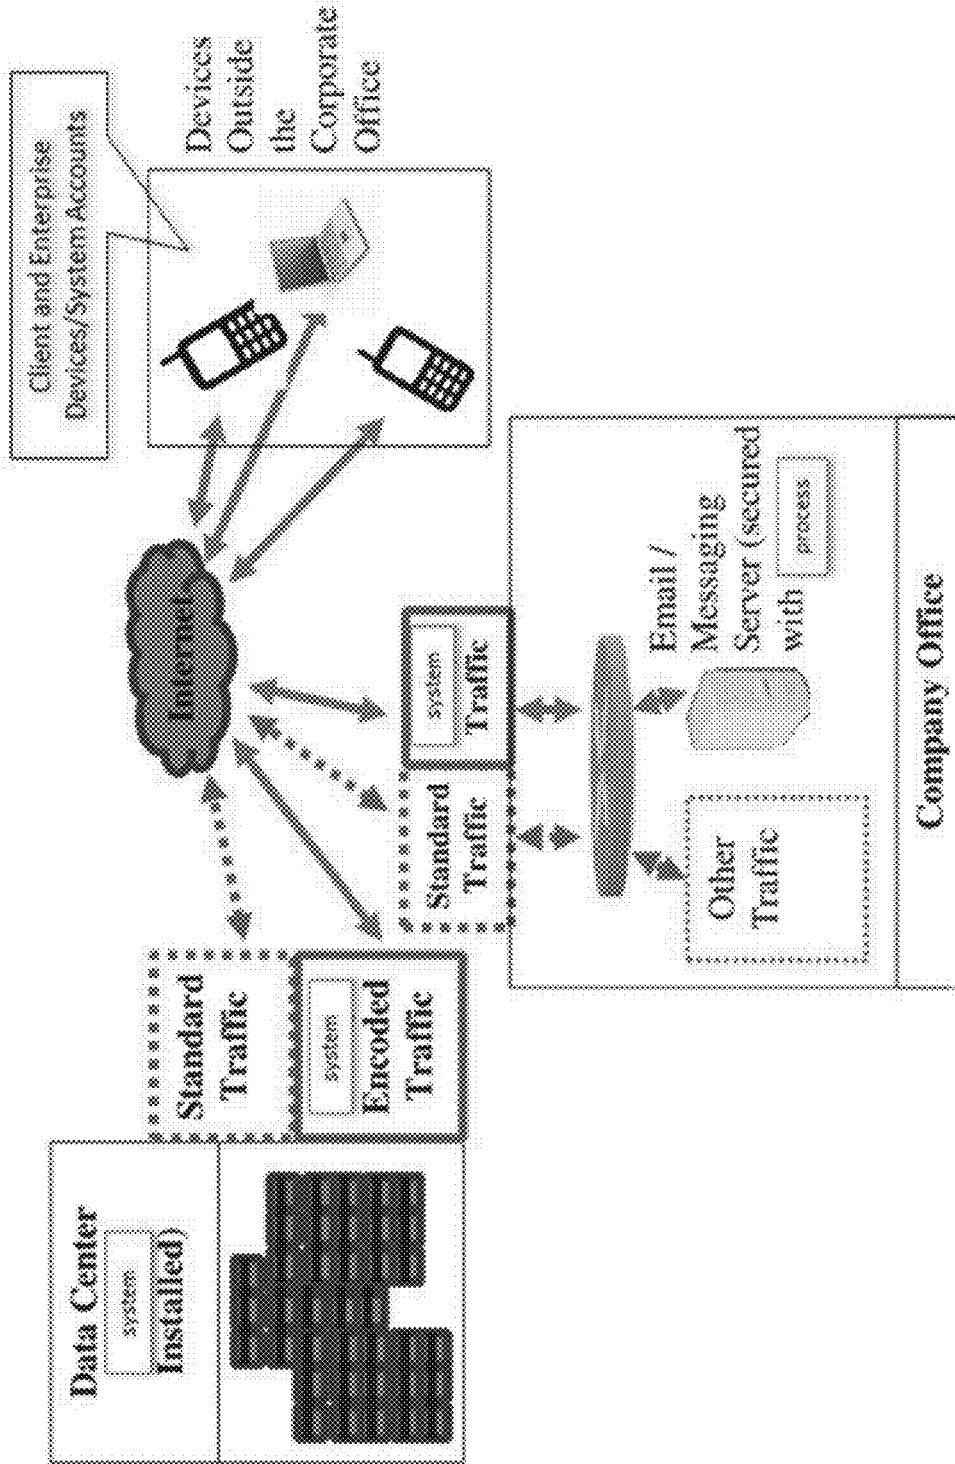 Data Center
system
Installed)
Standard
Traffic
system
Encoded
Traffic
Internet
Client and Enterprise
Devices/System Accounts
Devices
Outside
the
Corporate
Office
Standard
Traffic
system
Traffic
Other
Traffic
Email /
Messaging
Server (secured
with process
Company Office